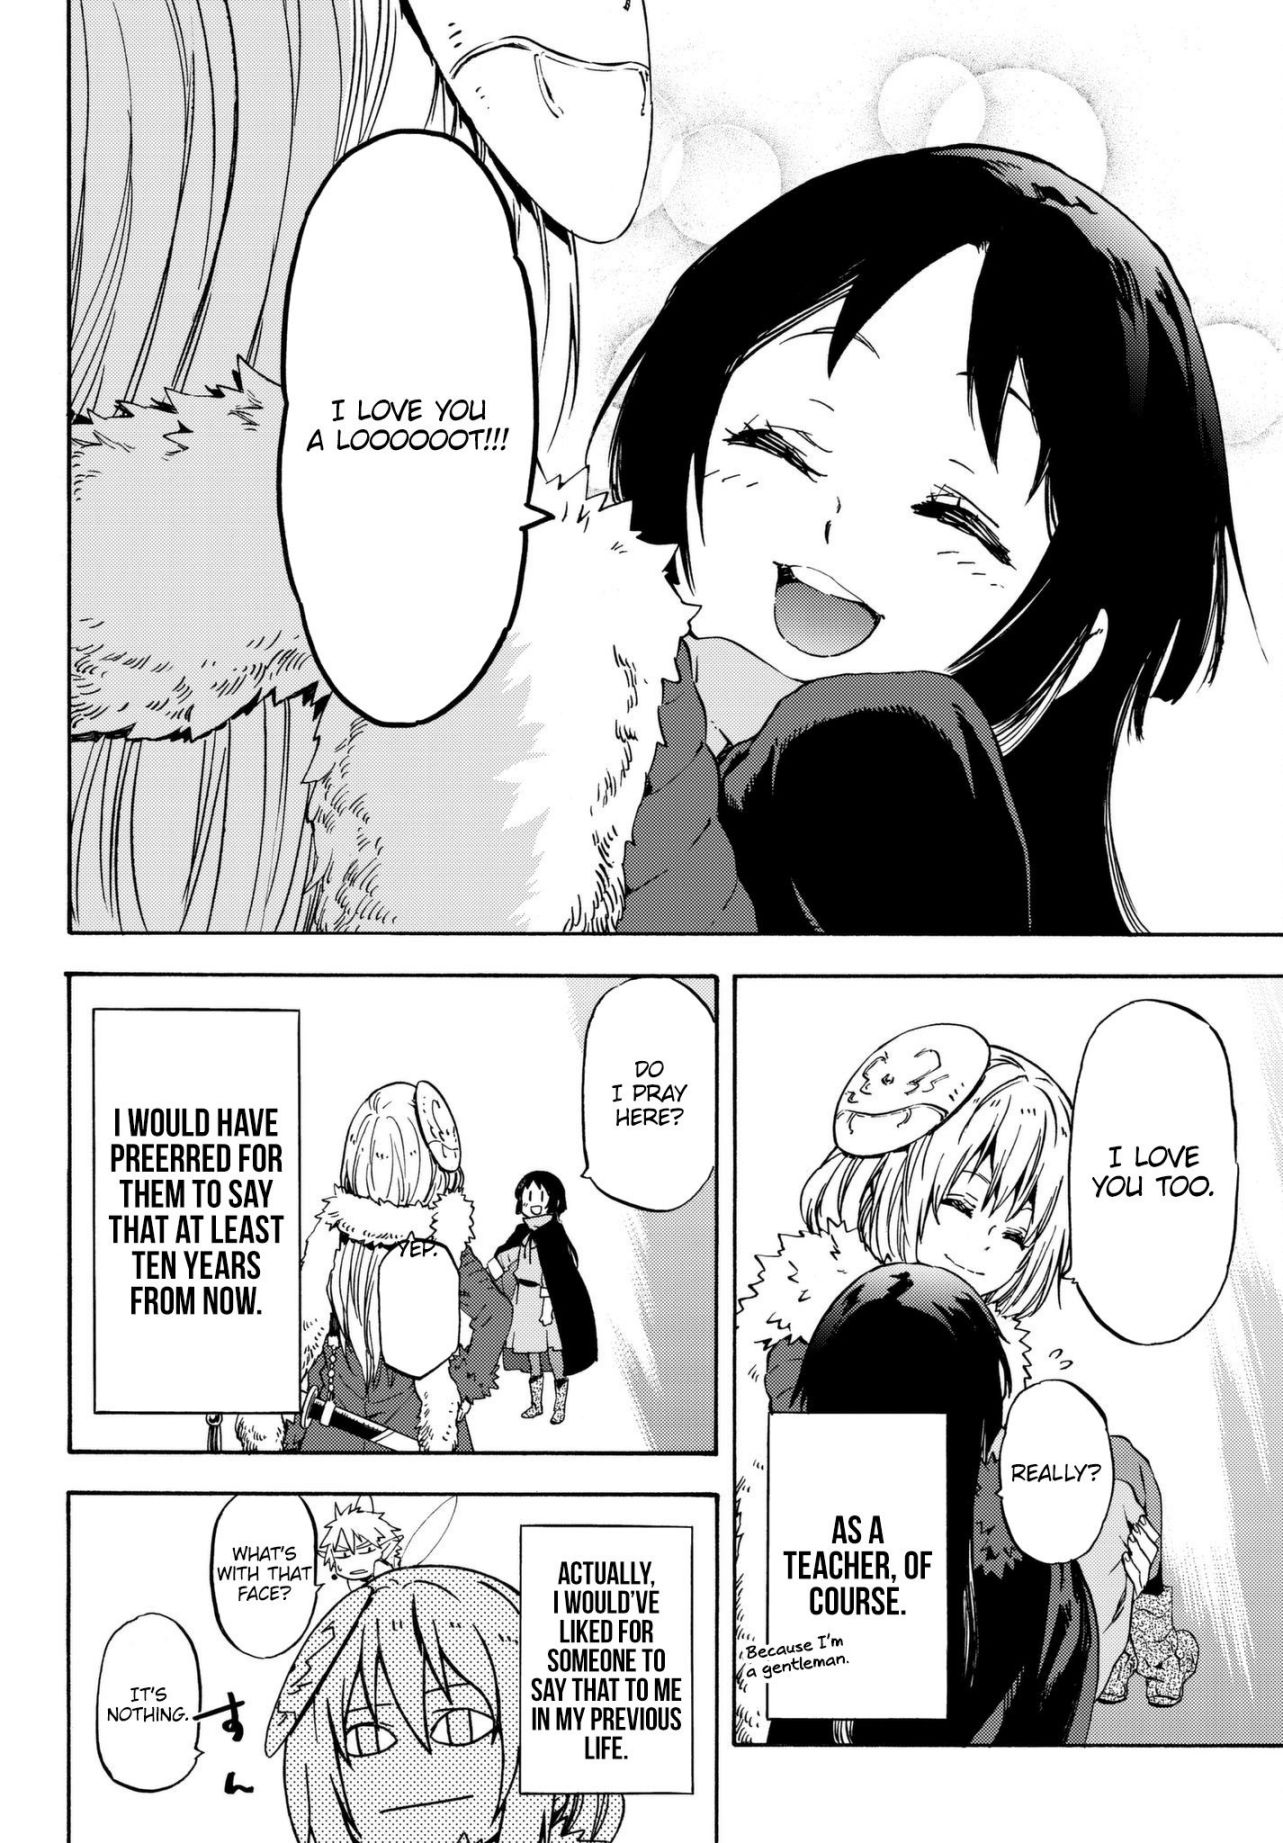 I LOVE YOU
A LOOOOOOT!!!
I LOVE
YOU TOO.
REALLY?
AS A
TEACHER, OF
COURSE.
Because I'm
a gentleman.
DO
I PRAY
HERE?
YEP.
I WOULD HAVE
PREERRED FOR
THEM TO SAY
THAT AT LEAST
TEN YEARS
FROM NOW.
ACTUALLY,
I WOULD'VE
LIKED FOR
SOMEONE TO
SAY THAT TO ME
IN MY PREVIOUS
LIFE.
WHAT'S
WITH THAT
FACE?
IT'S
NOTHING.
すん